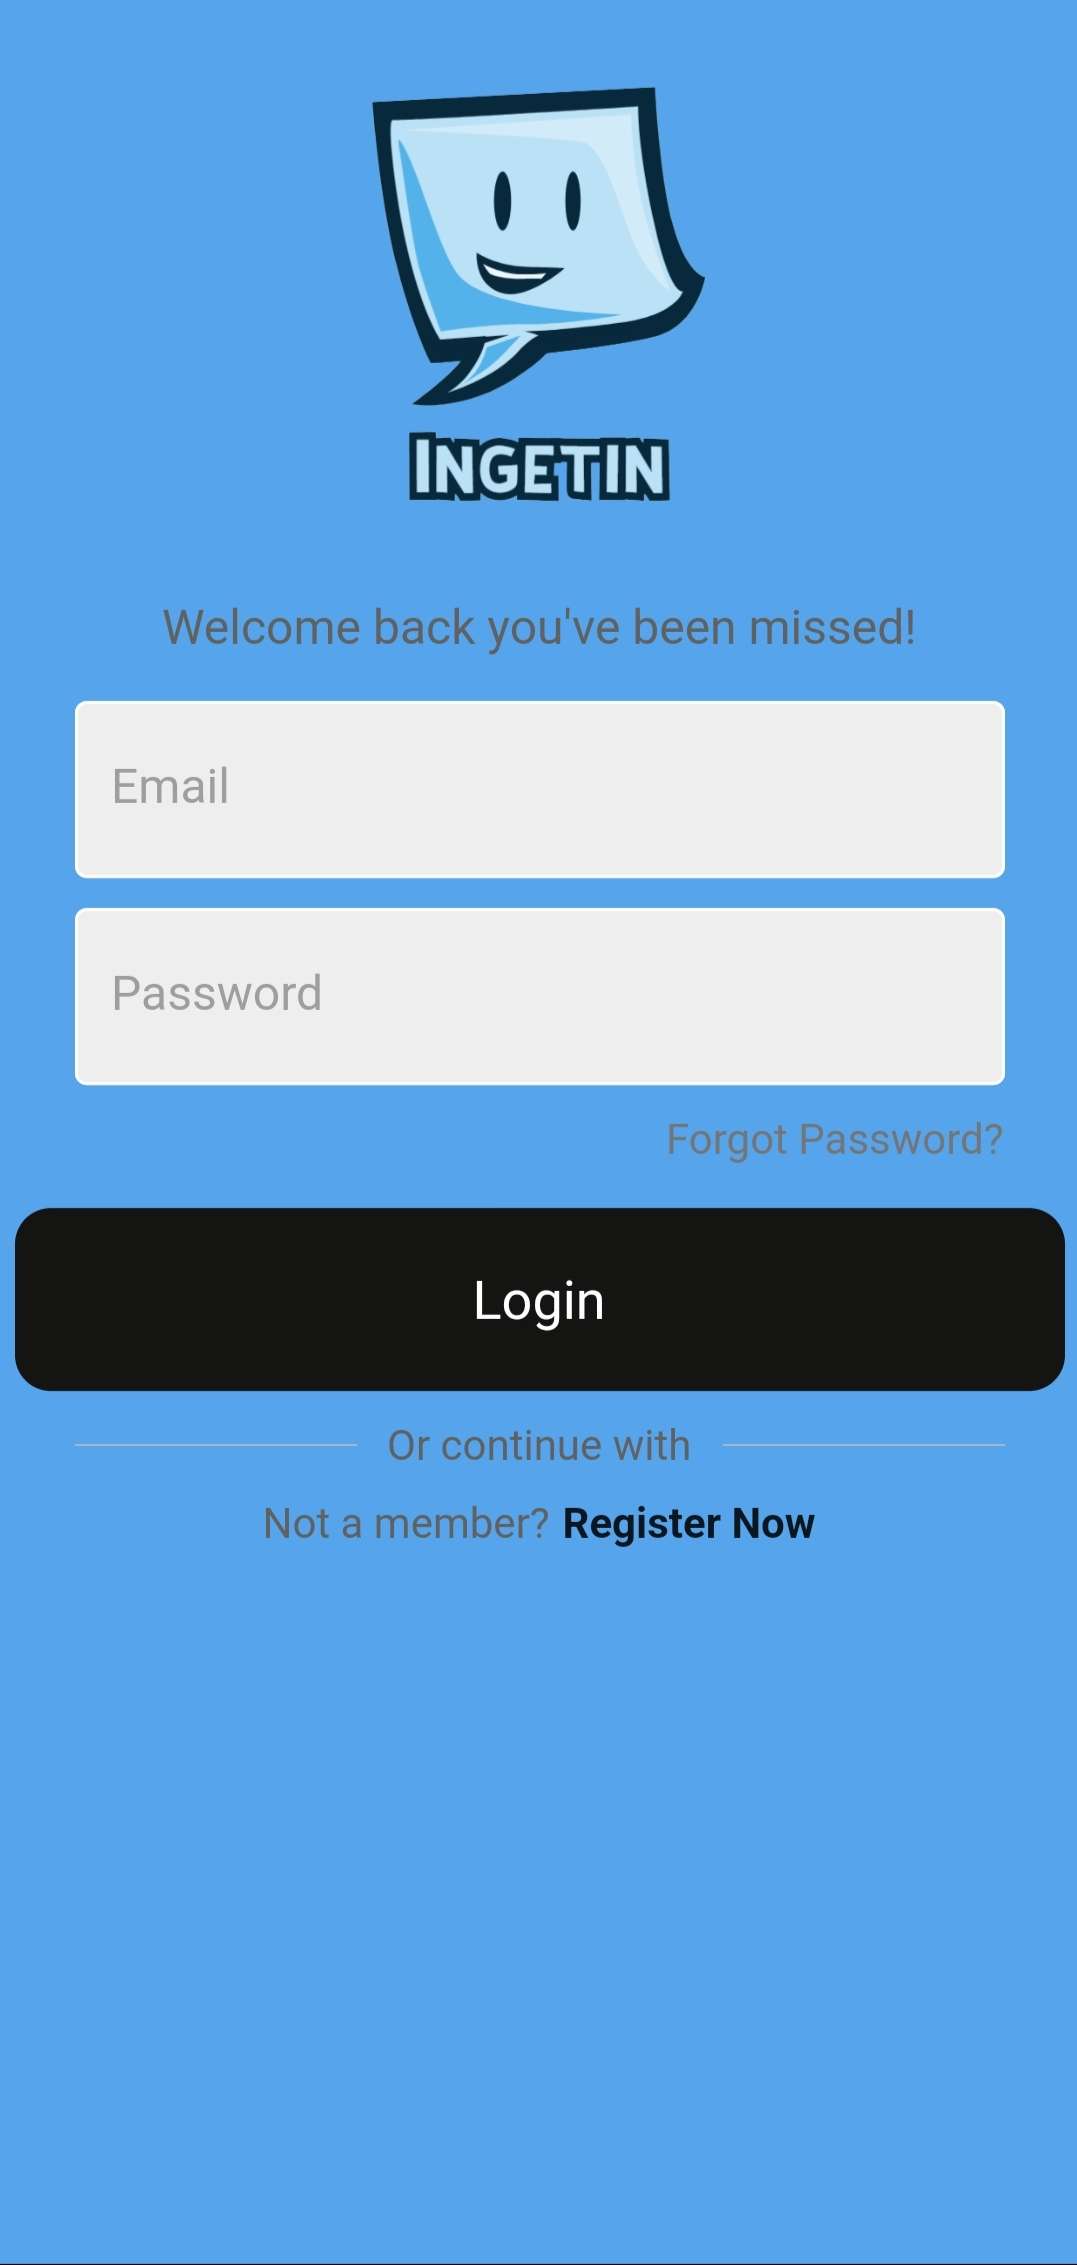 INGETIN
Welcome back you've been missed!
Email
Password
Forgot Password?
Login
Or continue with
Not a member? Register Now